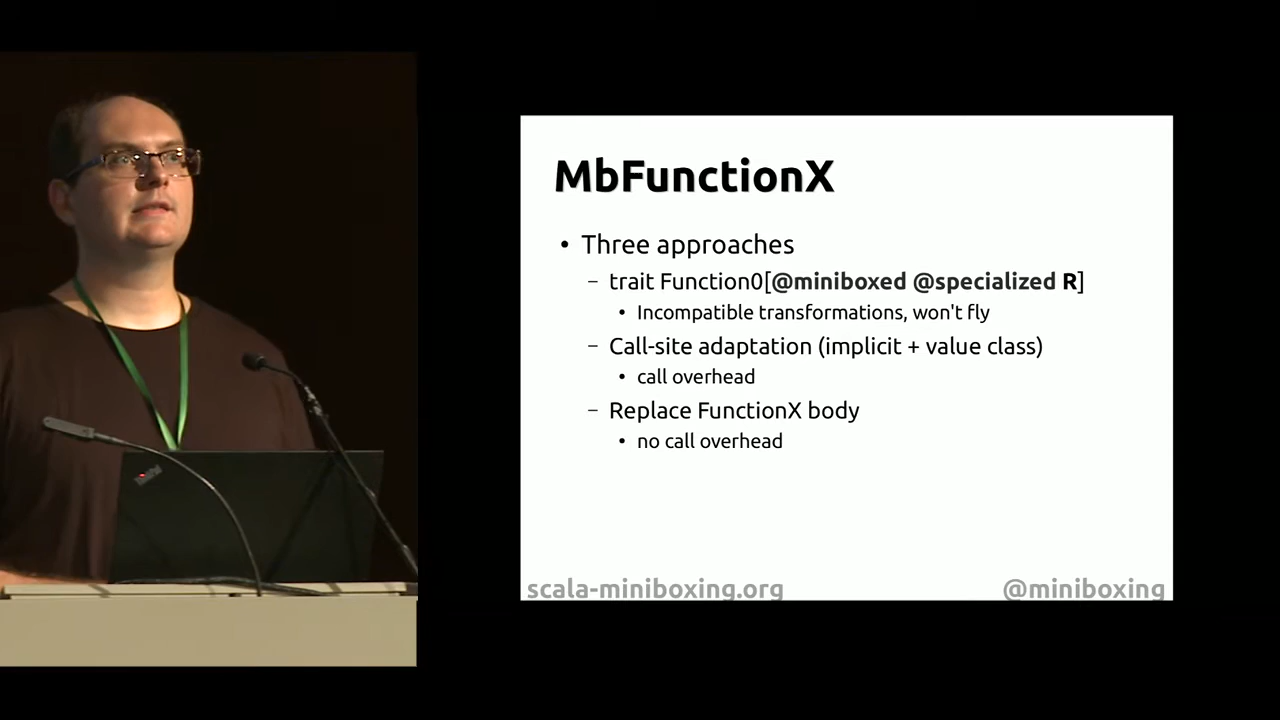 MbFunctionX
• Three approaches
– trait Function0[@miniboxed @specialized R]
• Incompatible transformations, won't fly
– Call-site adaptation (implicit + value class)
• call overhead
– Replace FunctionX body
• no call overhead
scala-miniboxing.org @miniboxing